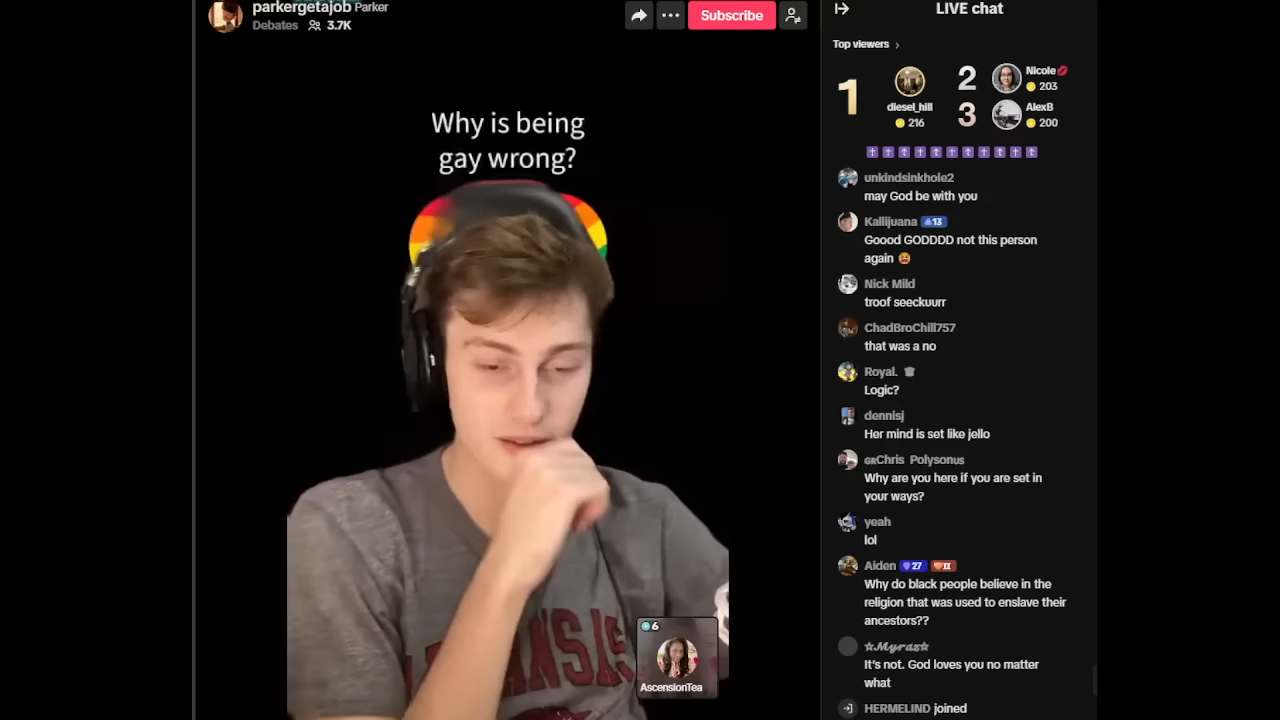 parkergetajob Parker
Debates 3.7K
Subscribe
LIVE chat
Top viewers
1
diesel_hill
216
2
Nicole
203
3
AlexB
200
Why is being
gay wrong?
unkindsinkhole2
may God be with you
Kallijuana 13
Goood GODDDD not this person
again
Nick Mild
troof seeckuurr
ChadBroChill757
that was a no
Royal.
Logic?
dennisj
Her mind is set like jello
GRChris Polysonus
Why are you here if you are set in
your ways?
yeah
lol
Aiden 27 II
Why do black people believe in the
religion that was used to enslave their
ancestors??
☆𝓜𝔂𝓻𝓪𝔃☆
It's not. God loves you no matter
what
HERMELIND joined
6
AscensionTea